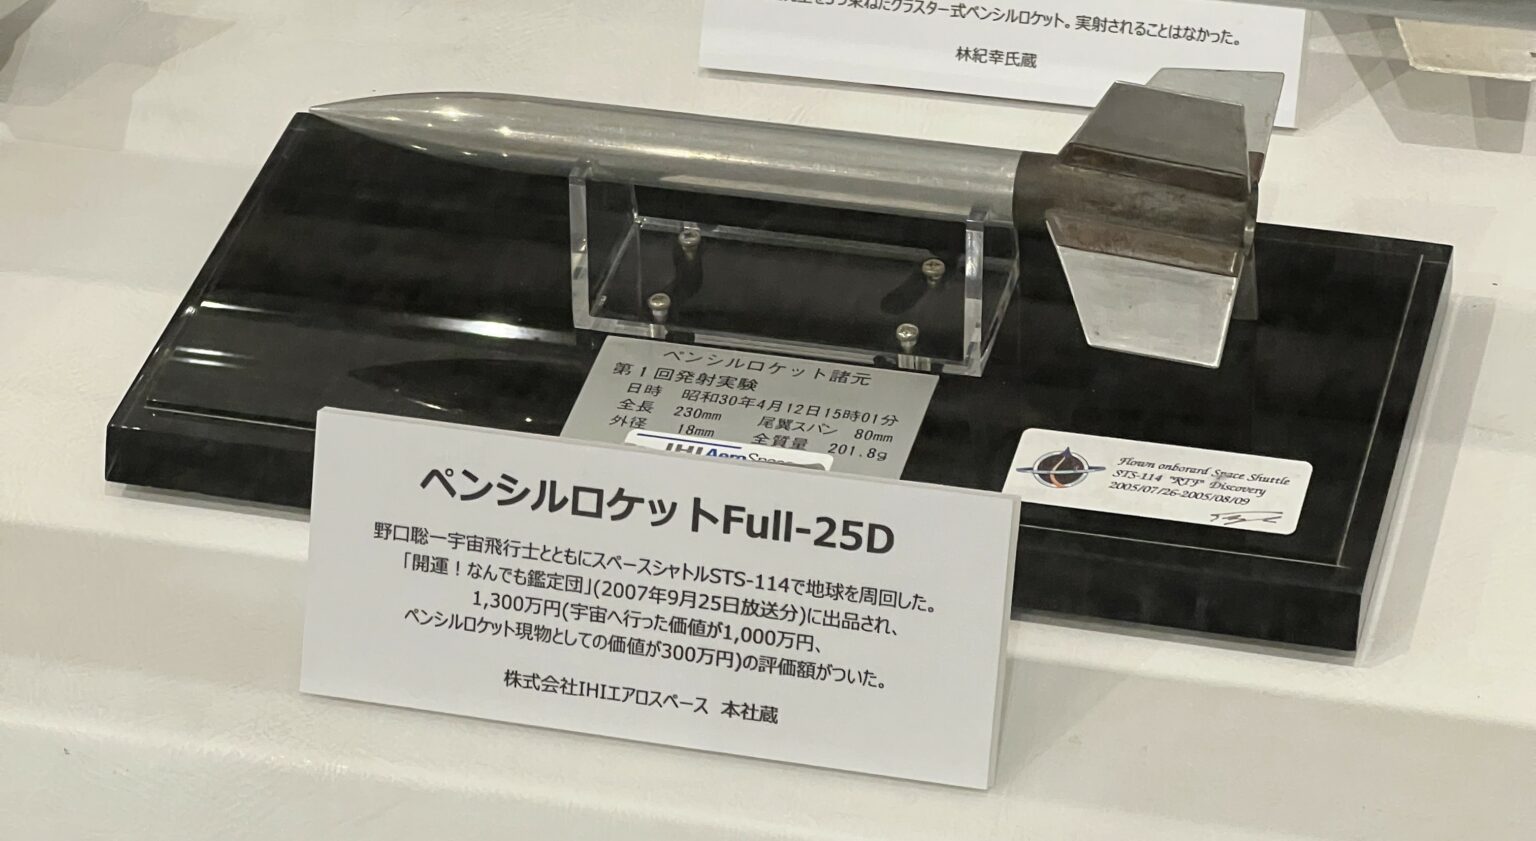 クラスター式ペンシルロケット。実射されることはなかった。
林紀幸氏蔵
ペンシルロケット諸元
第1回発射実験
日時 昭和30年4月12日15時01分
全長 230mm 尾翼スパン 80mm
外径 18mm 全質量 201.8g
IHI AeroSpace
Flown onboard Space Shuttle
STS-114 "RTF" Discovery
2005/07/26-2005/08/09
ペンシルロケットFull-25D
野口聡一宇宙飛行士とともにスペースシャトルSTS-114で地球を周回した。
「開運!なんでも鑑定団」(2007年9月25日放送分)に出品され、
1,300万円(宇宙へ行った価値が1,000万円、
ペンシルロケット現物としての価値が300万円)の評価額がついた。
株式会社IHIエアロスペース 本社蔵